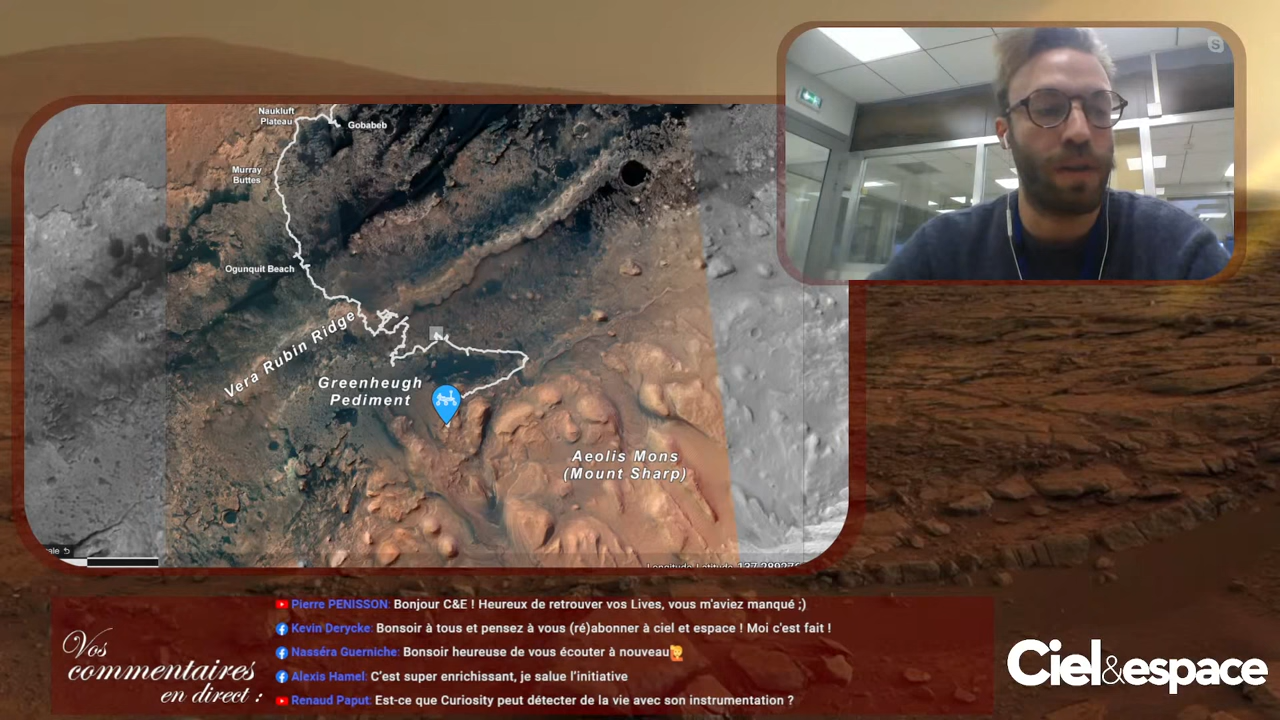 Naukluft
Plateau
Gobabeb
Murray
Buttes
Ogunquit Beach
Vera Rubin Ridge
Greenheugh
Pediment
Aeolis Mons
(Mount Sharp)
S
Vos
commentaires
en direct :
Pierre PENISSON: Bonjour C&E ! Heureux de retrouver vos Lives, vous m'aviez manqué ;)
Kevin Derycke: Bonsoir à tous et pensez à vous (ré)abonner à ciel et espace ! Moi c'est fait !
Nasséra Guerniche: Bonsoir heureuse de vous écouter à nouveau🙋
Alexis Hamel: C'est super enrichissant, je salue l'initiative
Renaud Paput: Est-ce que Curiosity peut détecter de la vie avec son instrumentation ?
Ciel&espace